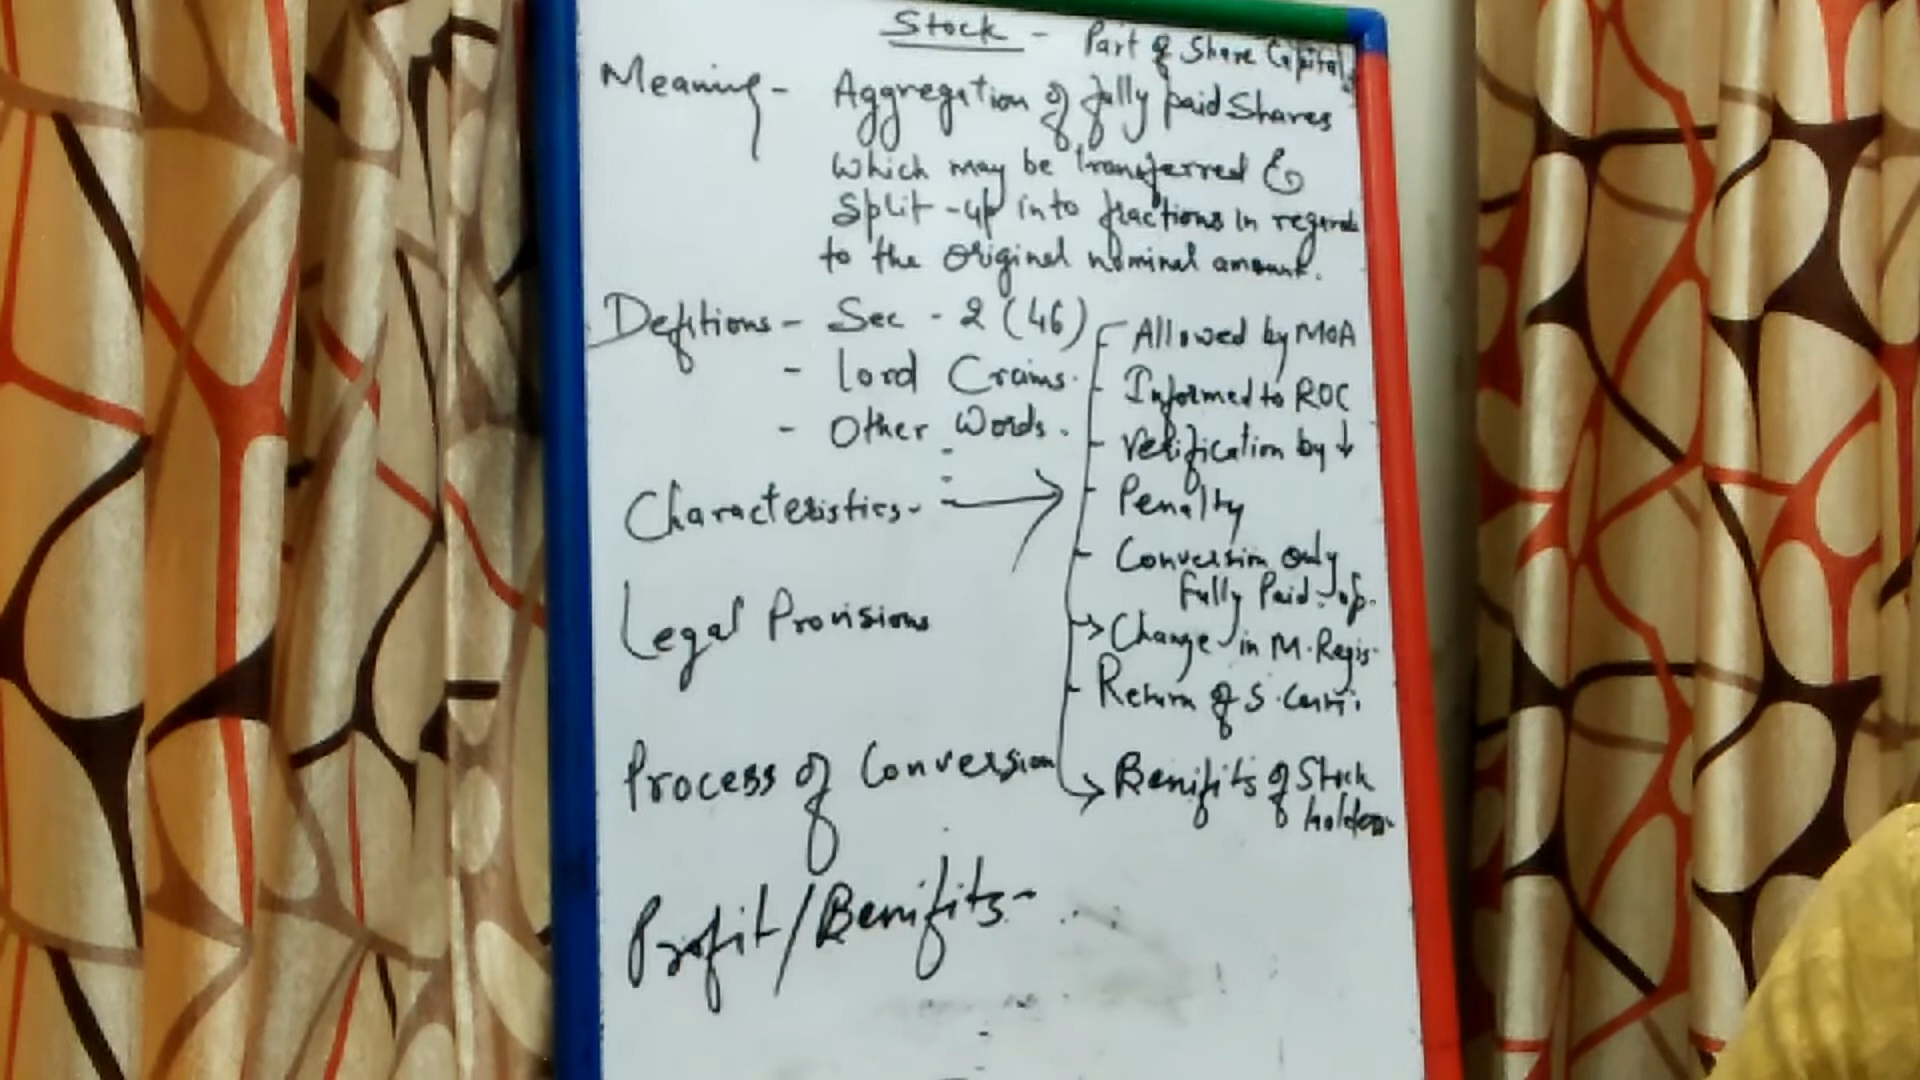 Stock - Part of Share Capital
Meaning - Aggregation of fully paid Shares
which may be transferred &
Split-up into fractions in regard
to the original nominal amount.
Defitions - Sec - 2 (46)
- Lord Crains.
- Other Words.
Characteristics -
Legal Provisions
Process of Conversion
Profit/Benifits -
Allowed by MOA
- Informed to ROC
- Verification by ↓
- Penalty
- Conversion Only
fully Paid-up.
→ Change in M.Regis.
- Return of S.Certi.
→ Benifits of Stock
holders.